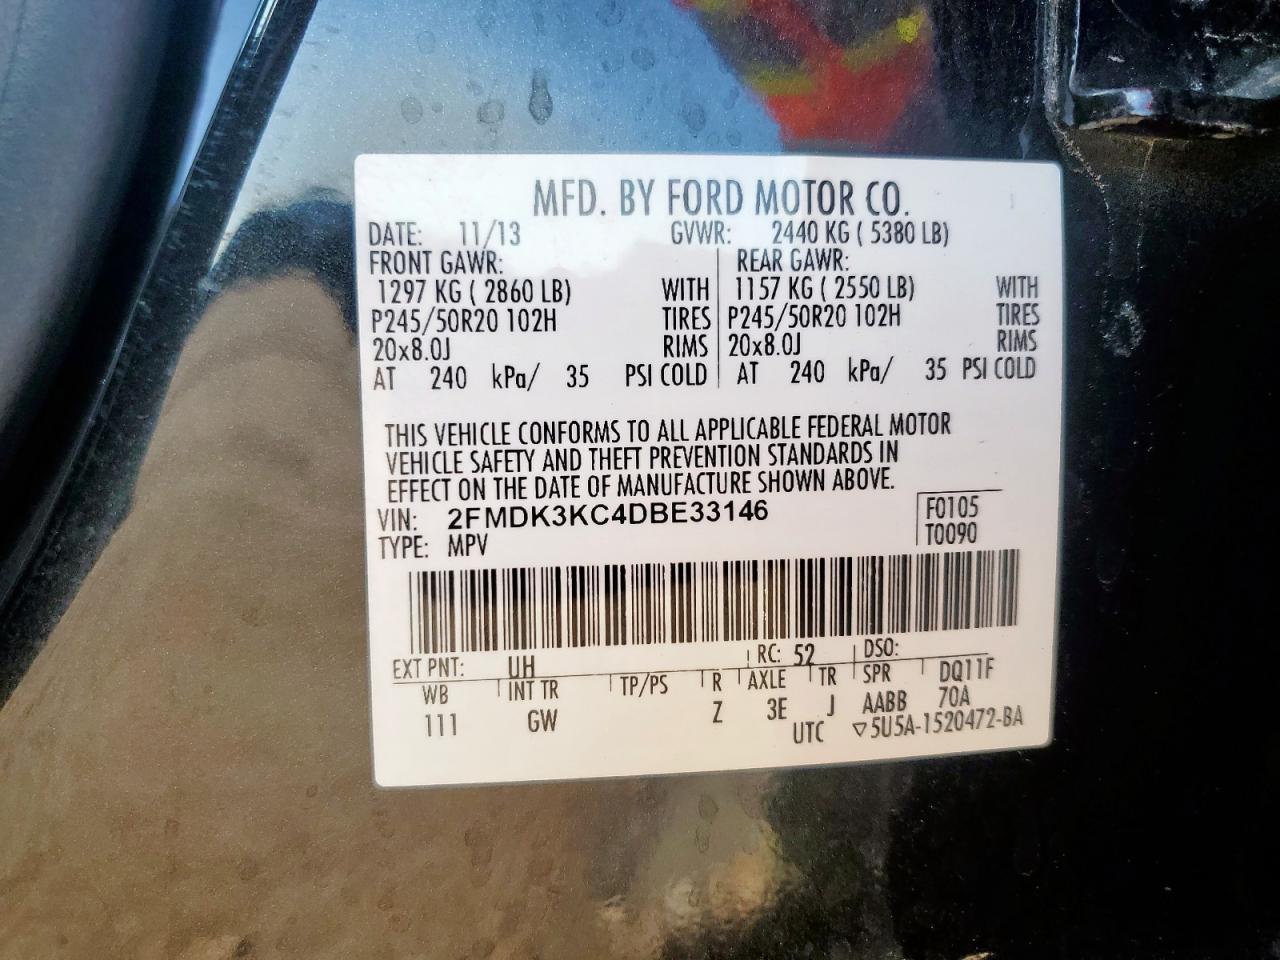 MFD. BY FORD MOTOR CO.
DATE: 11/13 GVWR: 2440 KG ( 5380 LB)
FRONT GAWR: REAR GAWR:
1297 KG ( 2860 LB) WITH 1157 KG ( 2550 LB) WITH
P245/50R20 102H TIRES P245/50R20 102H TIRES
20x8.0J RIMS 20x8.0J RIMS
AT 240 kPa/ 35 PSI COLD AT 240 kPa/ 35 PSI COLD
THIS VEHICLE CONFORMS TO ALL APPLICABLE FEDERAL MOTOR
VEHICLE SAFETY AND THEFT PREVENTION STANDARDS IN
EFFECT ON THE DATE OF MANUFACTURE SHOWN ABOVE.
VIN: 2FMDK3KC4DBE33146 F0105
TYPE: MPV T0090
EXT PNT: UH RC: 52 DSO:
WB INT TR TP/PS R AXLE TR SPR DQ11F
111 GW Z 3E J AABB 70A
UTC ▽5U5A-1520472-BA